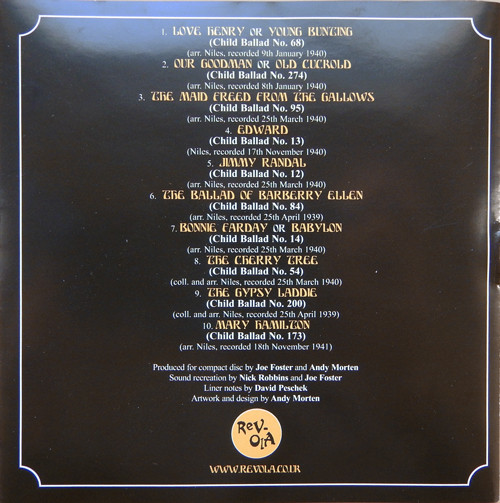 1. LOVE HENRY OR YOUNG BUNTING
(Child Ballad No. 68)
(arr. Niles, recorded 9th January 1940)
2. OUR GOODMAN OR OLD CUCKOLD
(Child Ballad No. 274)
(arr. Niles, recorded 8th January 1940)
3. THE MAID FREED FROM THE GALLOWS
(Child Ballad No. 95)
(arr. Niles, recorded 25th March 1940)
4. EDWARD
(Child Ballad No. 13)
(Niles, recorded 17th November 1940)
5. JIMMY RANDAL
(Child Ballad No. 12)
(arr. Niles, recorded 25th March 1940)
6. THE BALLAD OF BARBERRY ELLEN
(Child Ballad No. 84)
(arr. Niles, recorded 25th April 1939)
7. BONNIE FARDAY OR BABYLON
(Child Ballad No. 14)
(arr. Niles, recorded 25th March 1940)
8. THE CHERRY TREE
(Child Ballad No. 54)
(coll. and arr. Niles, recorded 25th March 1940)
9. THE GYPSY LADDIE
(Child Ballad No. 200)
(coll. and arr. Niles, recorded 25th April 1939)
10. MARY HAMILTON
(Child Ballad No. 173)
(arr. Niles, recorded 18th November 1941)
Produced for compact disc by Joe Foster and Andy Morten
Sound recreation by Nick Robbins and Joe Foster
Liner notes by David Peschek
Artwork and design by Andy Morten
ReV-
OlA
WWW.REVOLA.CO.UK